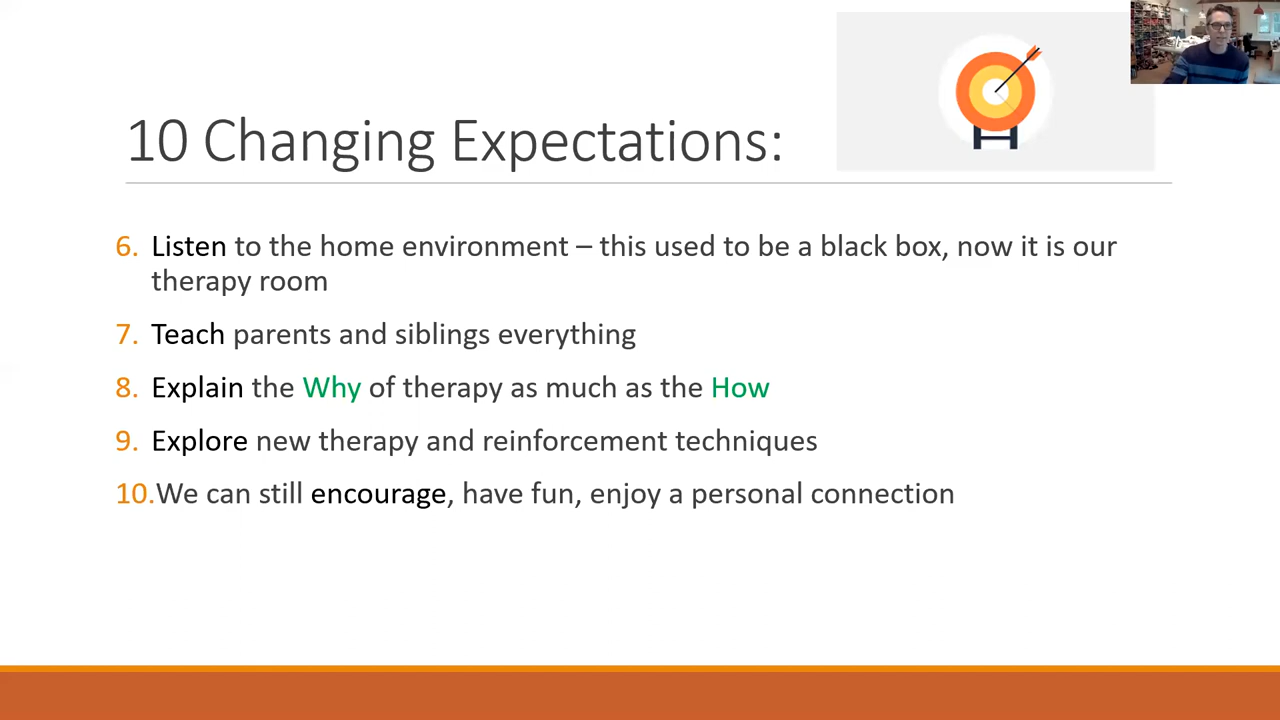 10 Changing Expectations:
6. Listen to the home environment – this used to be a black box, now it is our
therapy room
7. Teach parents and siblings everything
8. Explain the Why of therapy as much as the How
9. Explore new therapy and reinforcement techniques
10.We can still encourage, have fun, enjoy a personal connection